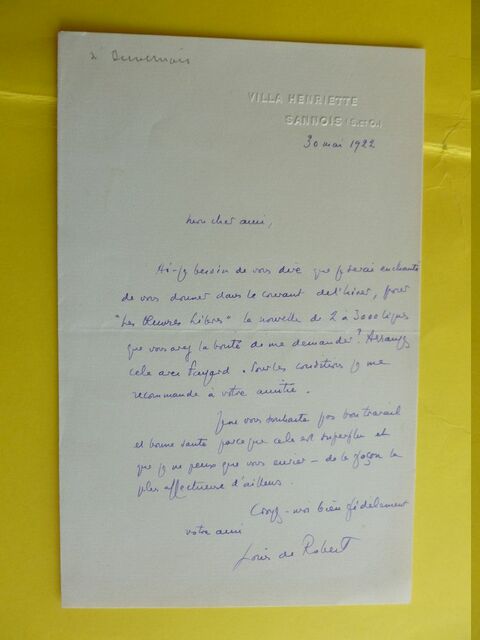 à Duvernois
VILLA HENRIETTE
SANNOIS (S.ET O.)
30 mai 1922
Mon cher ami,
Ai-je besoin de vous dire que je serai enchanté
de vous donner dans le courant de l'hiver, pour
"Les Œuvres Libres" la nouvelle de 2 à 3000 lignes
que vous avez la bonté de me demander? Arrangez
cela avec Fayard. Pour les conditions je me
recommande à votre amitié.
Je ne vous souhaite pas bon travail
et bonne santé parce que cela est superflu et
que je ne peux que vous envier — de la façon la
plus affectueuse d'ailleurs.
Croyez-moi bien fidèlement
votre ami
Louis de Robert